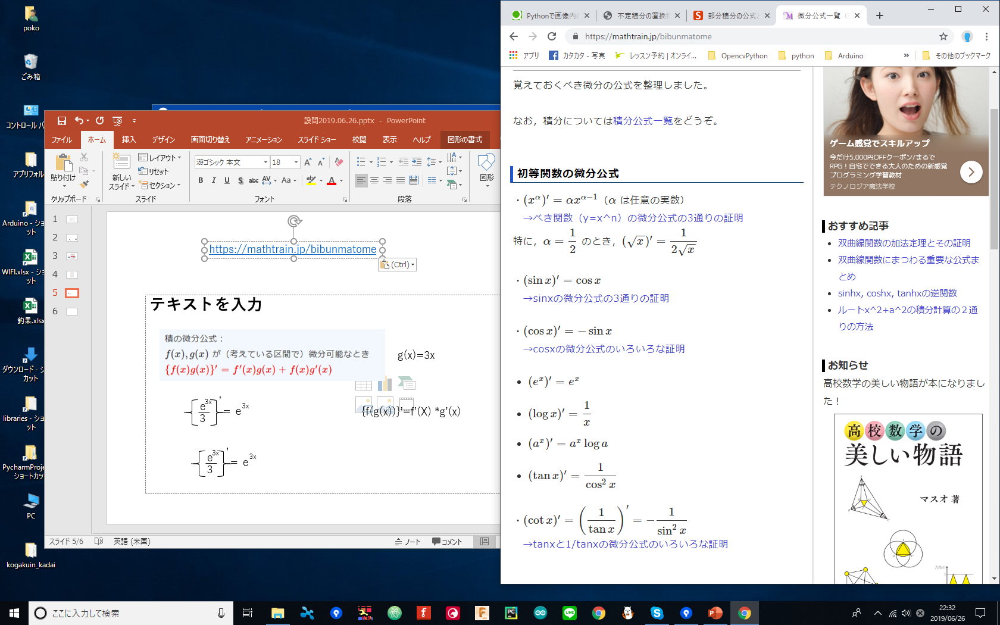 poko
ごみ箱
コントロール パ
アプリフォル
Arduino - ショ
ート
WIFI.xlsx - ショ
ット
釣果.xlsx
ダウンロード - シ
カット
libraries - ショ
ット
PycharmProje
ショートカッ
PC
kogakuin_kadai
設問2019.06.26.pptx - PowerPoint
ファイル ホーム 挿入 デザイン 画面切り替え アニメーション スライド ショー 校閲 表示 ヘルプ 図形の書式
貼り付け
新しい
スライド
レイアウト
リセット
セクション
游ゴシック 本文 18
B I U S abc AV Aa
A
図形
クリップボード スライド フォント 段落
1
2
3
4
5
6
https://mathtrain.jp/bibunmatome
(Ctrl)
テキストを入力
積の微分公式：
f(x), g(x) が（考えている区間で）微分可能なとき
{f(x)g(x)}′ = f′(x)g(x) + f(x)g′(x)
g(x)=3x
{e^3x/3}' = e^3x
{f(g(x))}'=f'(X) *g'(x)
{e^3x/3}' = e^3x
スライド 5/6 英語 (米国) ノート コメント
Pythonで画像内の 不定積分の置換積 部分積分の公式と 微分公式一覧
https://mathtrain.jp/bibunmatome
アプリ カタカタ - 写真 レッスン予約 | オンライ... OpencvPython python Arduino » その他のブックマーク
覚えておくべき微分の公式を整理しました。
なお，積分については積分公式一覧をどうぞ。
初等関数の微分公式
・(x^α)′ = αx^(α−1)（α は任意の実数）
→べき関数（y=x^n）の微分公式の3通りの証明
特に，α = 1/2 のとき，(√x)′ = 1/(2√x)
・(sin x)′ = cos x
→sinxの微分公式の3通りの証明
・(cos x)′ = − sin x
→cosxの微分公式のいろいろな証明
• (e^x)′ = e^x
• (log x)′ = 1/x
• (a^x)′ = a^x log a
• (tan x)′ = 1/cos² x
・(cot x)′ = (1/tan x)′ = − 1/sin² x
→tanxと1/tanxの微分公式のいろいろな証明
ゲーム感覚でスキルアップ
今だけ5,000円OFFクーポン/まるで
RPG！自宅でできる大人のための新感覚
プログラミング学習教材
テクノロジア魔法学校
おすすめ記事
• 双曲線関数の加法定理とその証明
• 双曲線関数にまつわる重要な公式ま
とめ
• sinhx, coshx, tanhxの逆関数
• ルートx^2+a^2の積分計算の２通
りの方法
お知らせ
高校数学の美しい物語が本になりまし
た！
高校数学の
美しい物語
マスオ 著
ここに入力して検索
22:32
2019/06/26